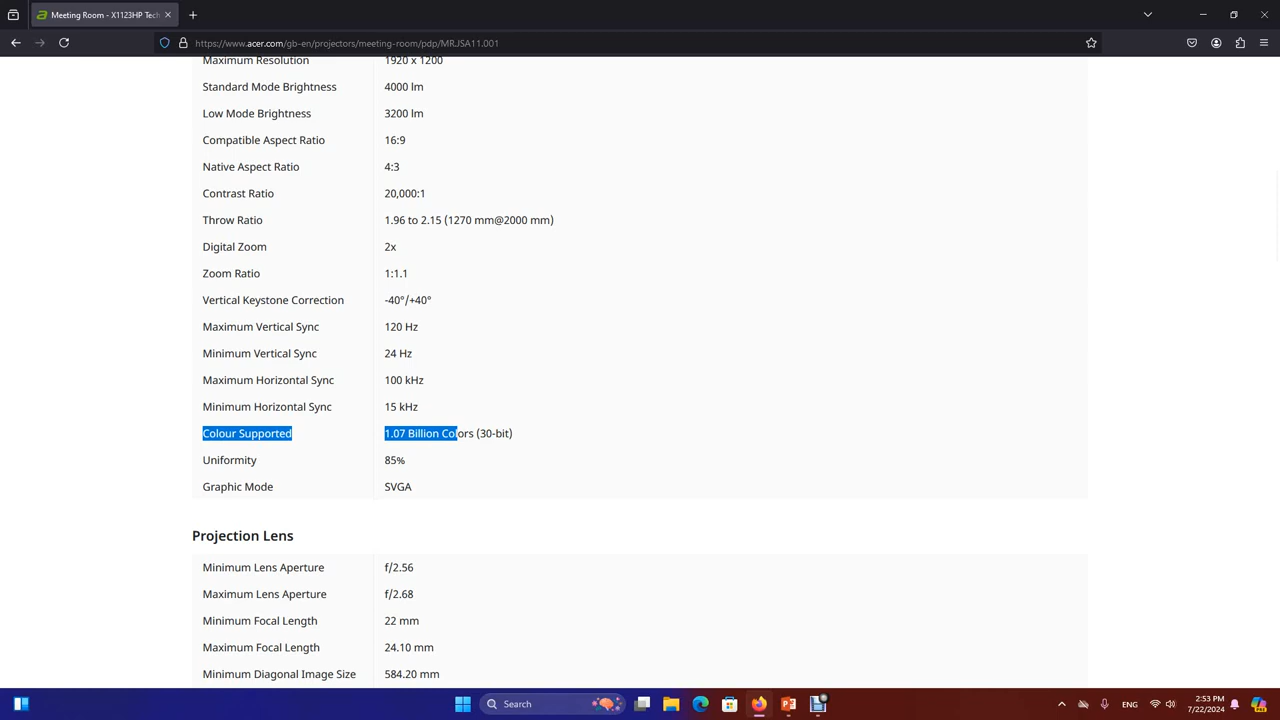 Meeting Room - X1123HP Tech
https://www.acer.com/gb-en/projectors/meeting-room/pdp/MR.JSA11.001
Maximum Resolution 1920 x 1200
Standard Mode Brightness 4000 lm
Low Mode Brightness 3200 lm
Compatible Aspect Ratio 16:9
Native Aspect Ratio 4:3
Contrast Ratio 20,000:1
Throw Ratio 1.96 to 2.15 (1270 mm@2000 mm)
Digital Zoom 2x
Zoom Ratio 1:1.1
Vertical Keystone Correction -40°/+40°
Maximum Vertical Sync 120 Hz
Minimum Vertical Sync 24 Hz
Maximum Horizontal Sync 100 kHz
Minimum Horizontal Sync 15 kHz
Colour Supported 1.07 Billion Colors (30-bit)
Uniformity 85%
Graphic Mode SVGA
Projection Lens
Minimum Lens Aperture f/2.56
Maximum Lens Aperture f/2.68
Minimum Focal Length 22 mm
Maximum Focal Length 24.10 mm
Minimum Diagonal Image Size 584.20 mm
Search
ENG
2:53 PM
7/22/2024